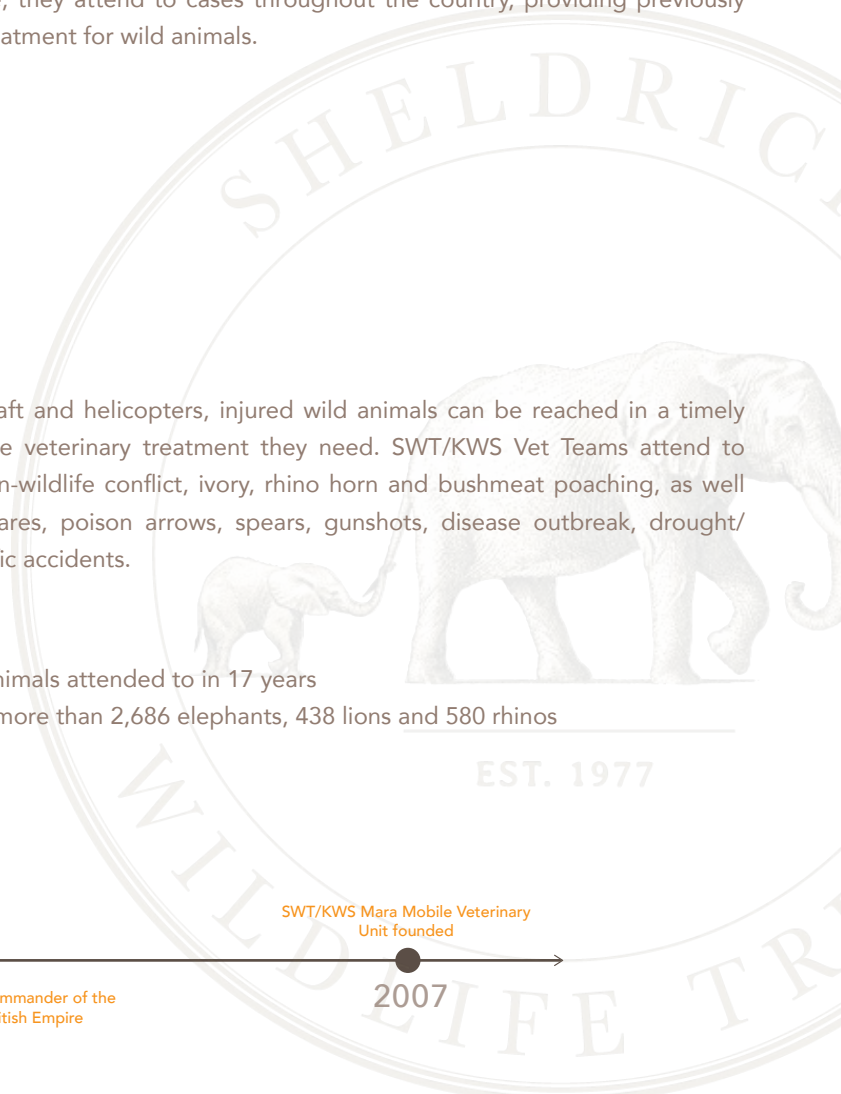 they attend to cases throughout the country, providing previously
eatment for wild animals.
SHELDRIC
aft and helicopters, injured wild animals can be reached in a timely
e veterinary treatment they need. SWT/KWS Vet Teams attend to
n-wildlife conflict, ivory, rhino horn and bushmeat poaching, as well
ares, poison arrows, spears, gunshots, disease outbreak, drought/
ic accidents.
nimals attended to in 17 years
more than 2,686 elephants, 438 lions and 580 rhinos
EST. 1977
WILDLIFE TR
SWT/KWS Mara Mobile Veterinary
Unit founded
2007
mmander of the
itish Empire